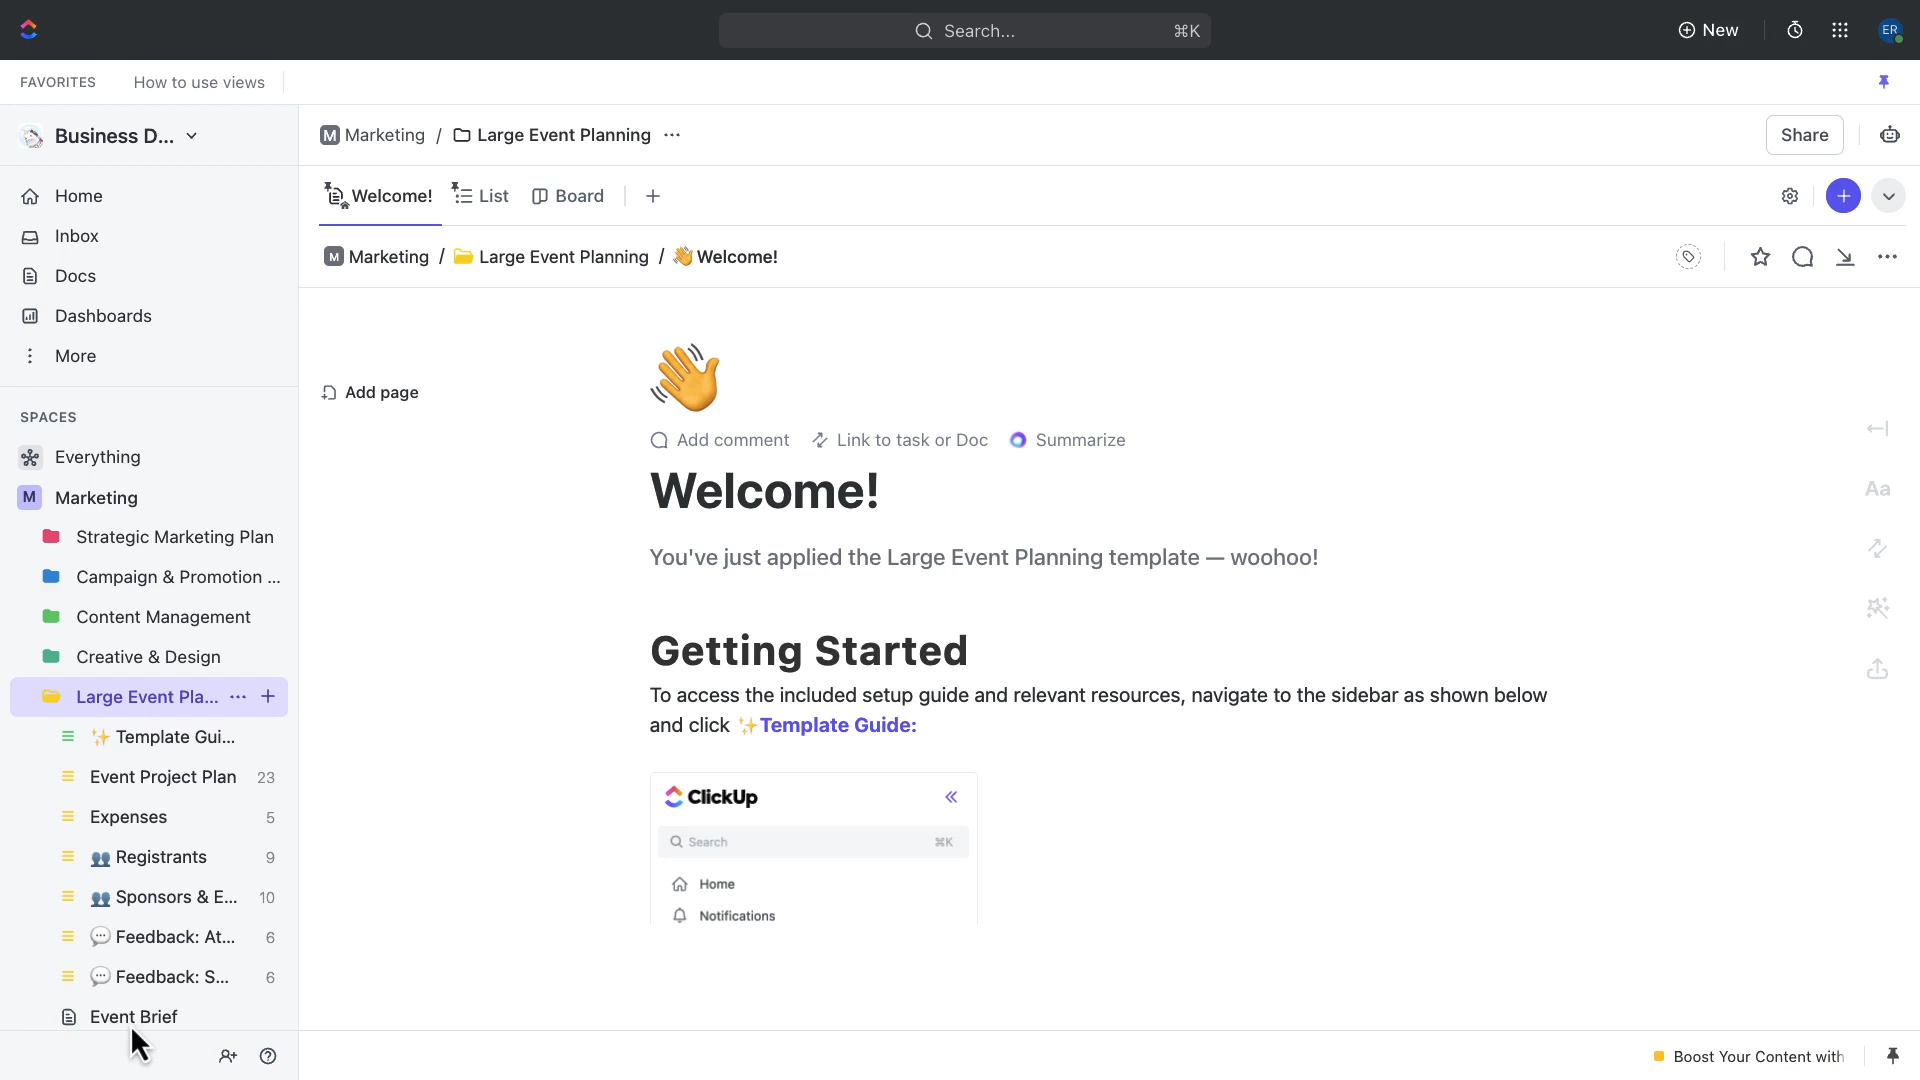 Search...
⌘K
New
ER
FAVORITES
How to use views
Business D...
Marketing / Large Event Planning
Share
Home
Inbox
Docs
Dashboards
More
Welcome!
List
Board
M Marketing / Large Event Planning / 👋 Welcome!
Add page
Add comment
Link to task or Doc
Summarize
Welcome!
You've just applied the Large Event Planning template — woohoo!
Getting Started
To access the included setup guide and relevant resources, navigate to the sidebar as shown below
and click ✨Template Guide:
ClickUp
Search
⌘K
Home
Notifications
Aa
SPACES
Everything
M Marketing
Strategic Marketing Plan
Campaign & Promotion ...
Content Management
Creative & Design
Large Event Pla...
✨ Template Gui...
Event Project Plan 23
Expenses 5
👥 Registrants 9
👥 Sponsors & E... 10
💬 Feedback: At... 6
💬 Feedback: S... 6
Event Brief
Boost Your Content with